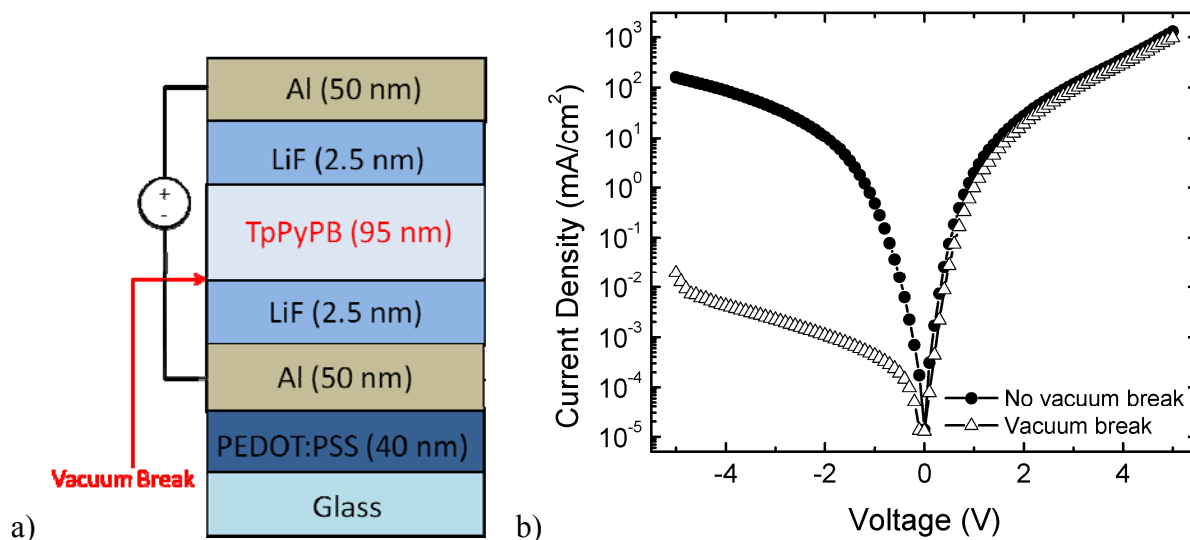 Al (50 nm)
LiF (2.5 nm)
+
-
TpPyPB (95 nm)
LiF (2.5 nm)
Al (50 nm)
PEDOT:PSS (40 nm)
Vacuum Break
Glass
a)
b)
Current Density (mA/cm²)
10³
10²
10¹
10⁰
10⁻¹
10⁻²
10⁻³
10⁻⁴
10⁻⁵
No vacuum break
Vacuum break
-4 -2 0 2 4
Voltage (V)